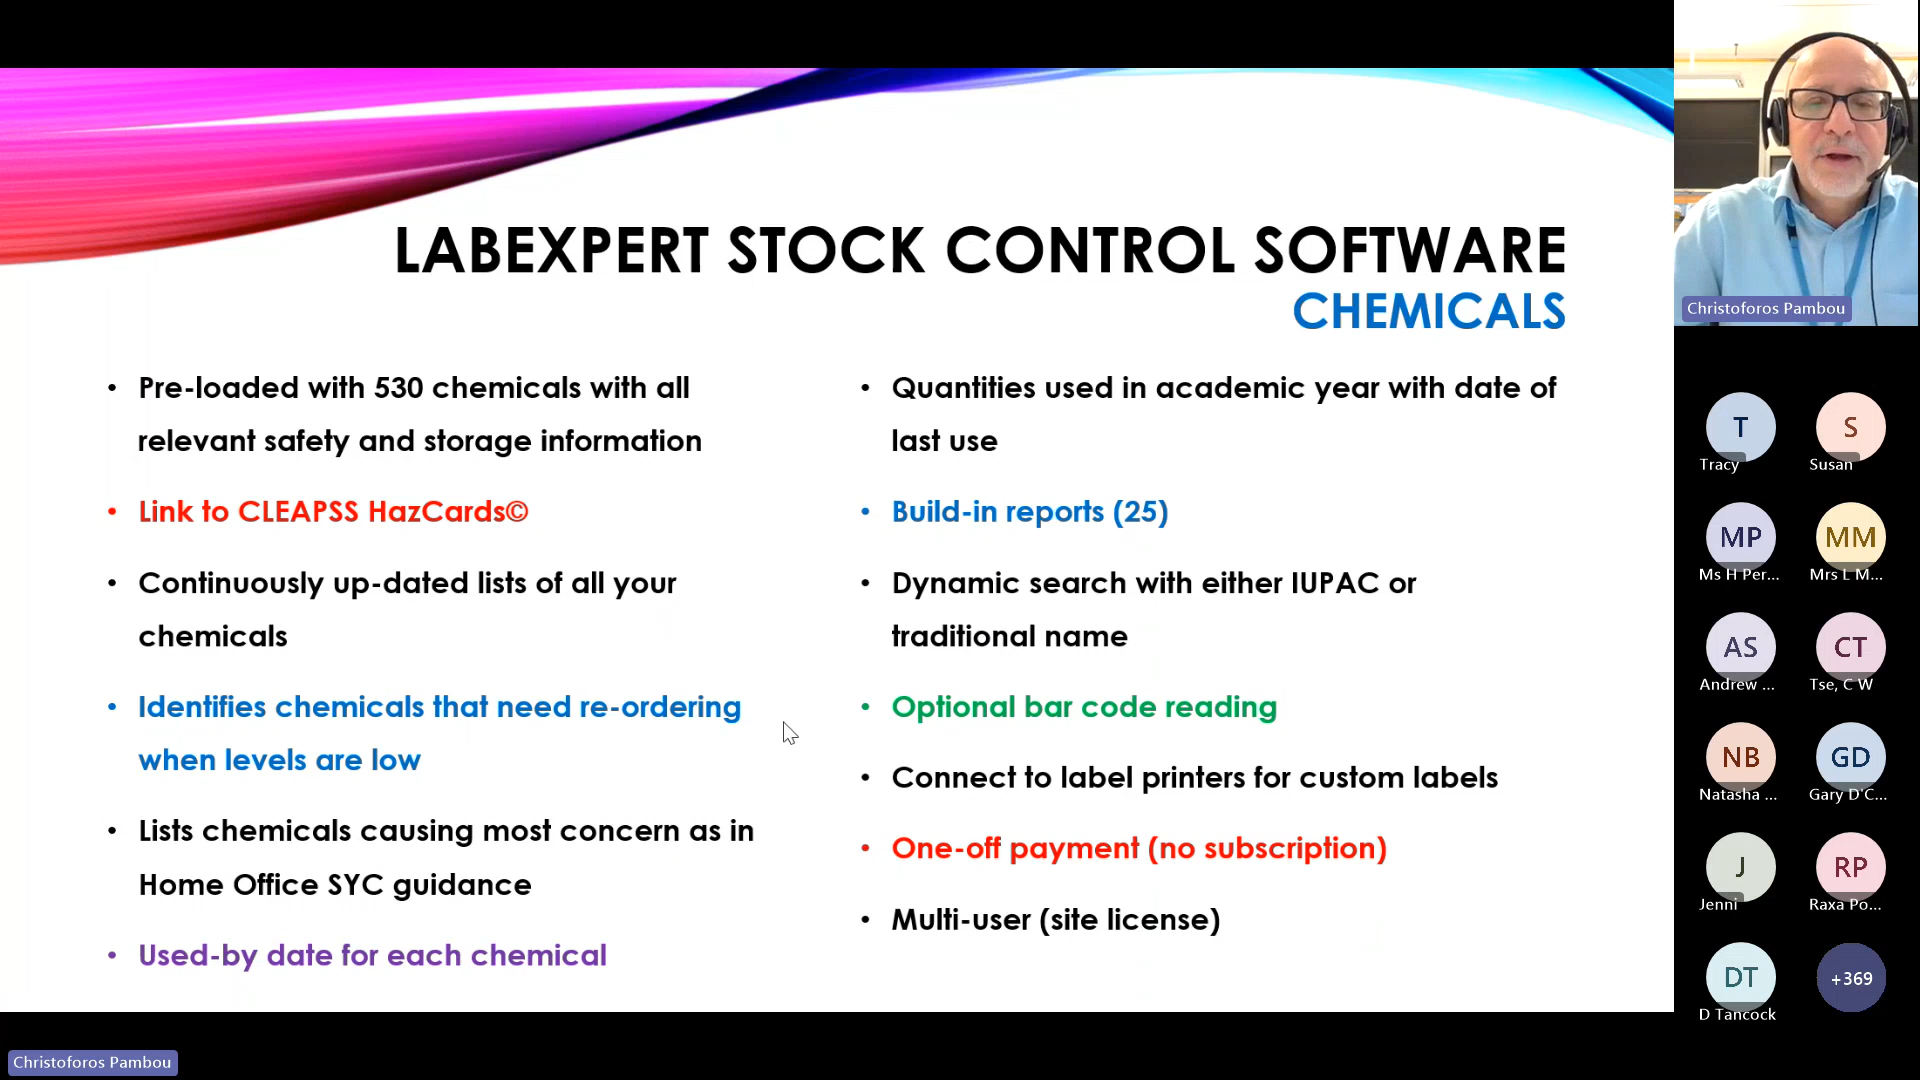 LABEXPERT STOCK CONTROL SOFTWARE
CHEMICALS
• Pre-loaded with 530 chemicals with all
relevant safety and storage information
• Link to CLEAPSS HazCards©
• Continuously up-dated lists of all your
chemicals
• Identifies chemicals that need re-ordering
when levels are low
• Lists chemicals causing most concern as in
Home Office SYC guidance
• Used-by date for each chemical
• Quantities used in academic year with date of
last use
• Build-in reports (25)
• Dynamic search with either IUPAC or
traditional name
• Optional bar code reading
• Connect to label printers for custom labels
• One-off payment (no subscription)
• Multi-user (site license)
Christoforos Pambou
T
Tracy
S
Susan
MP
Ms H Per...
MM
Mrs L M...
AS
Andrew ...
CT
Tse, C W
NB
Natasha ...
GD
Gary D'C...
J
Jenni
RP
Raxa Po...
DT
D Tancock
+369
Christoforos Pambou